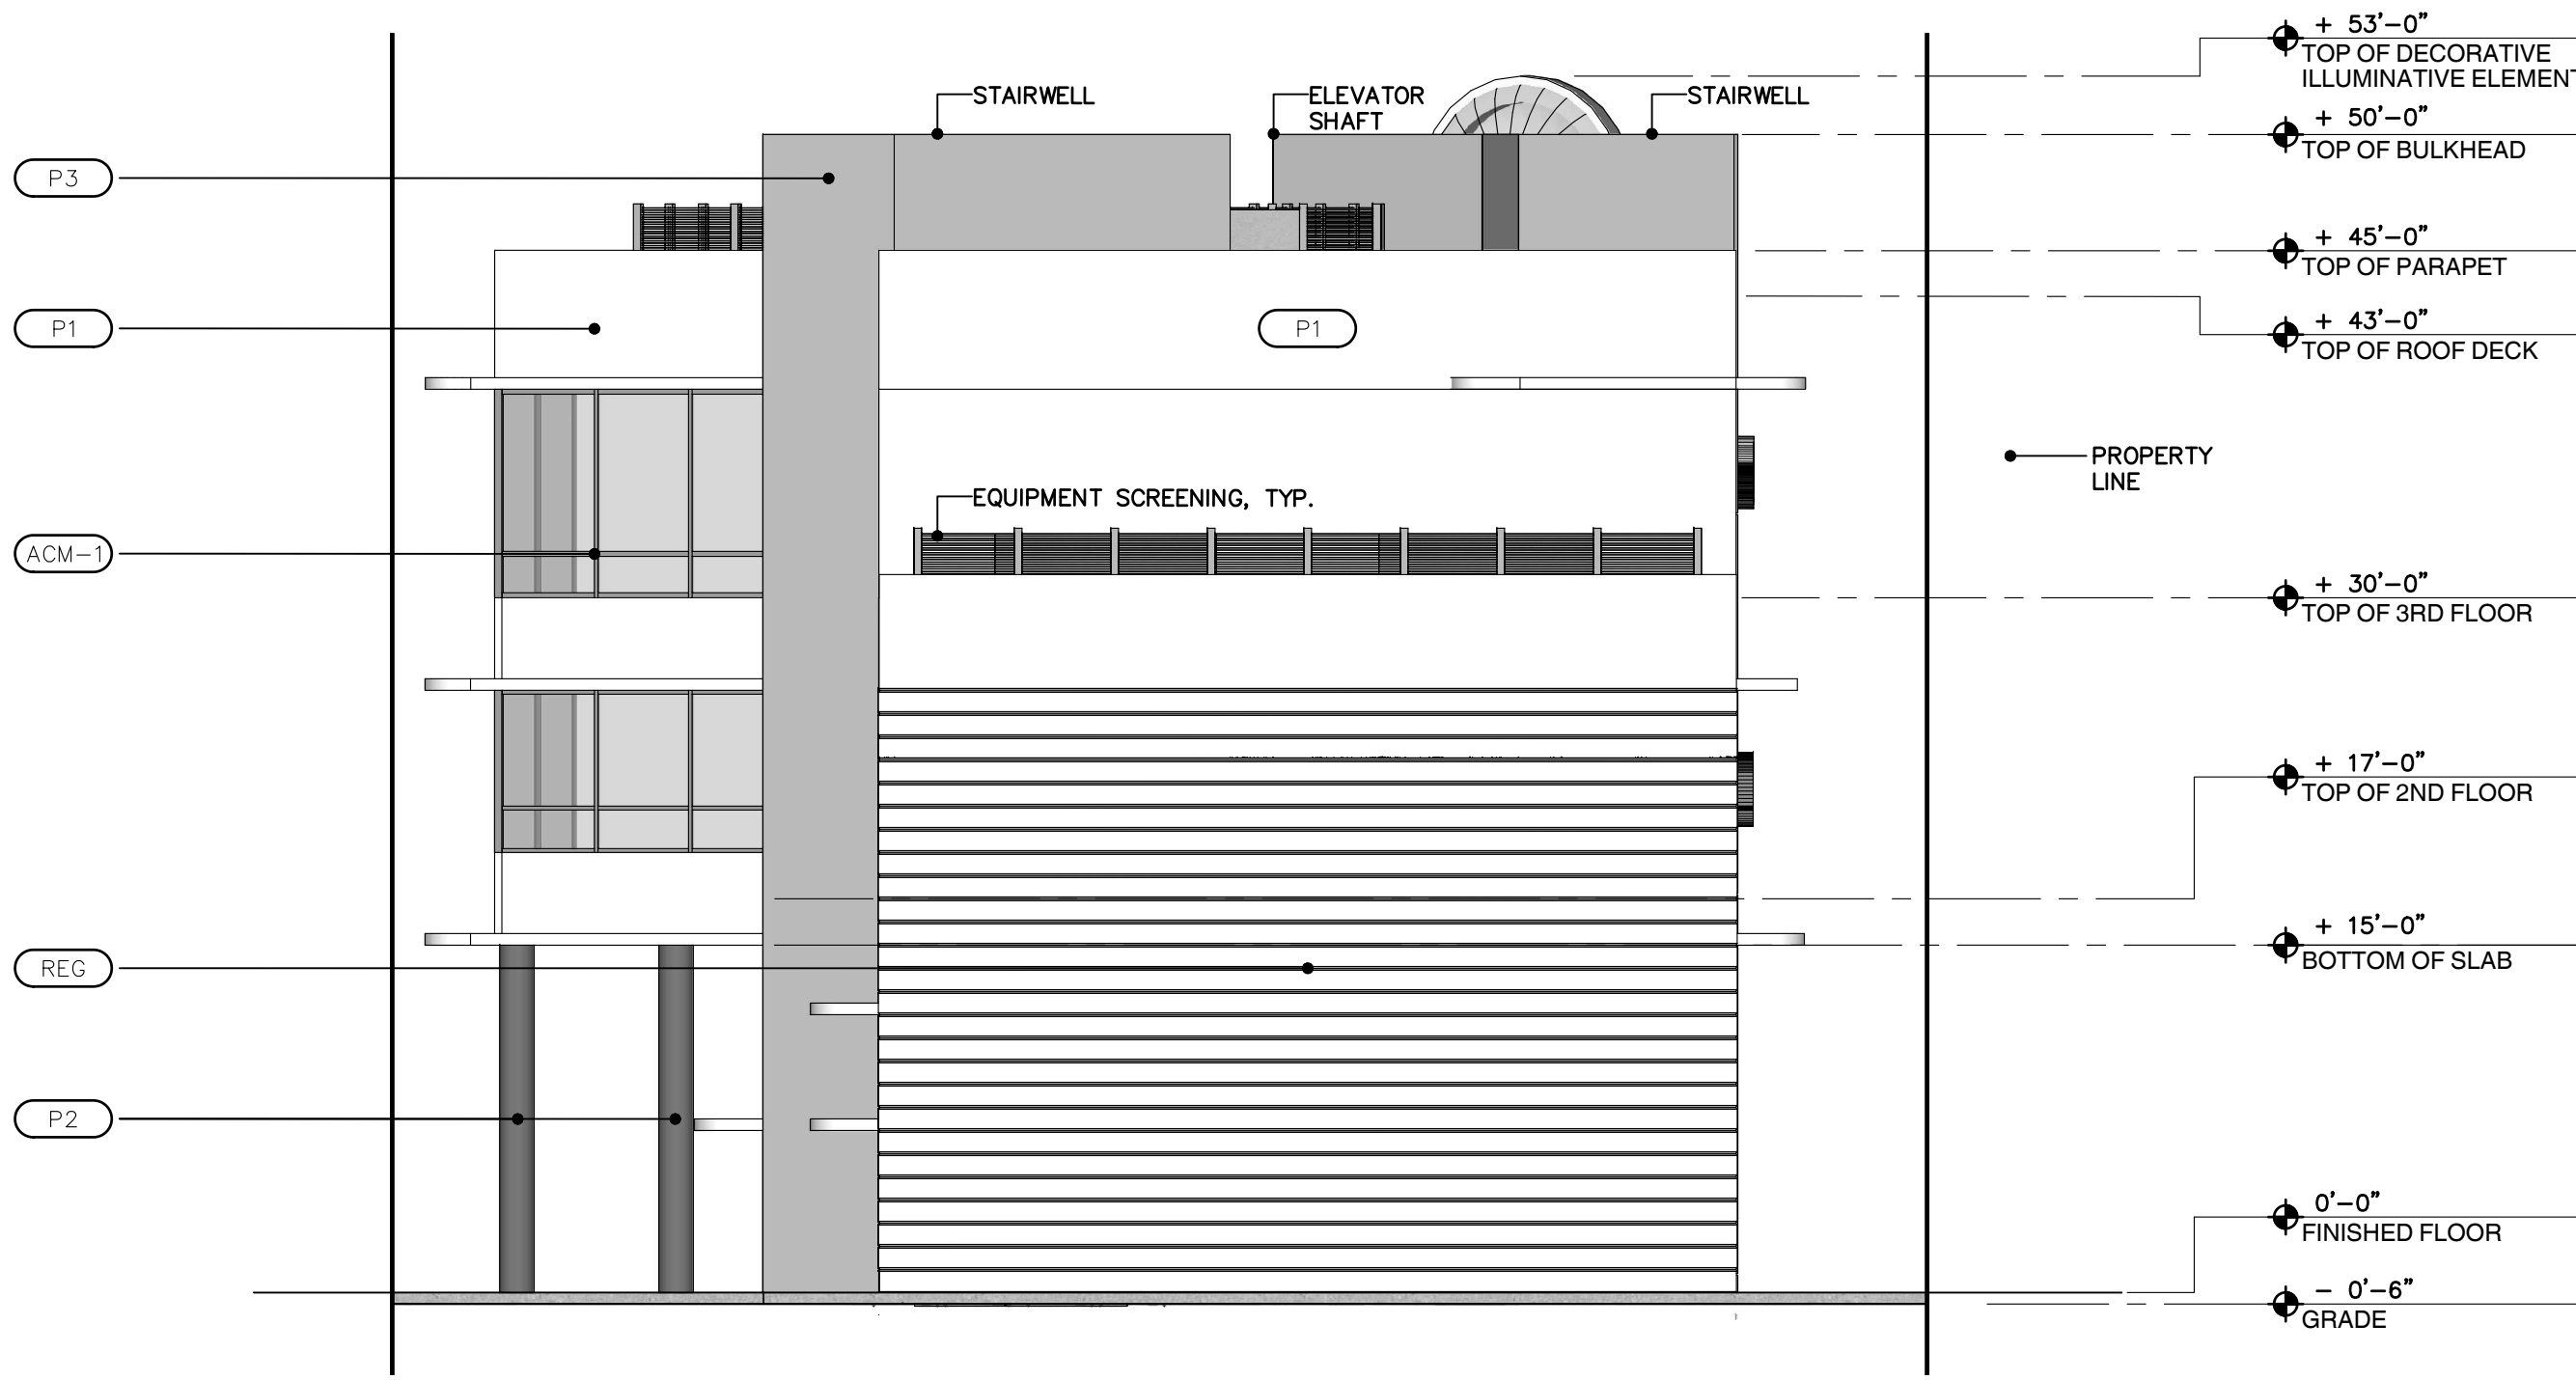 + 53'-0"
TOP OF DECORATIVE
ILLUMINATIVE ELEMENT
STAIRWELL
ELEVATOR
SHAFT
STAIRWELL
+ 50'-0"
TOP OF BULKHEAD
P3
+ 45'-0"
TOP OF PARAPET
P1
P1
+ 43'-0"
TOP OF ROOF DECK
PROPERTY
LINE
EQUIPMENT SCREENING, TYP.
ACM-1
+ 30'-0"
TOP OF 3RD FLOOR
+ 17'-0"
TOP OF 2ND FLOOR
+ 15'-0"
BOTTOM OF SLAB
REG
P2
0'-0"
FINISHED FLOOR
- 0'-6"
GRADE